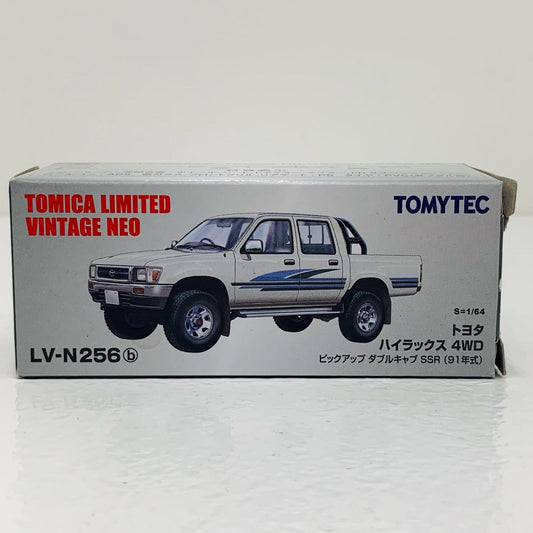 TOMICA LIMITED
VINTAGE NEO
TOMYTEC
S=1/64
トヨタ
ハイラックス 4WD
ピックアップ ダブルキャブ SSR (91年式)
LV-N256 ⓑ